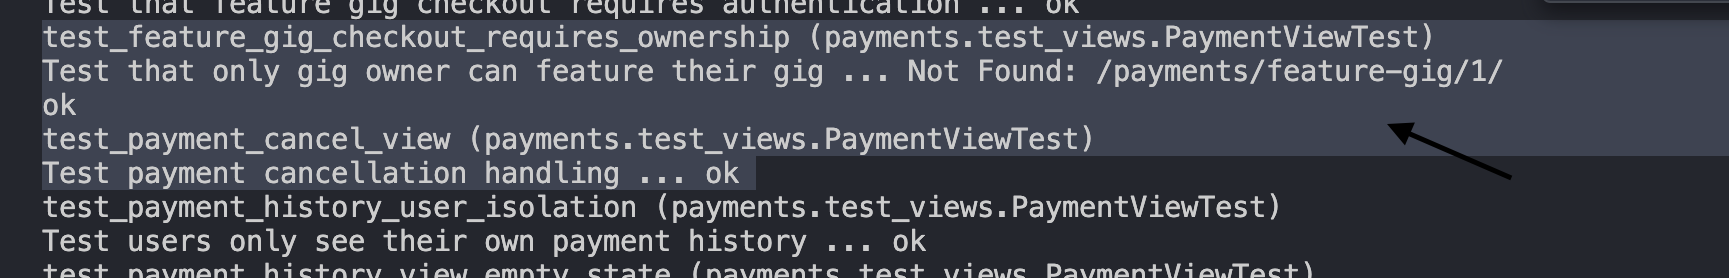 Test that feature gig checkout requires authentication ... ok
test_feature_gig_checkout_requires_ownership (payments.test_views.PaymentViewTest)
Test that only gig owner can feature their gig ... Not Found: /payments/feature-gig/1/
ok
test_payment_cancel_view (payments.test_views.PaymentViewTest)
Test payment cancellation handling ... ok
test_payment_history_user_isolation (payments.test_views.PaymentViewTest)
Test users only see their own payment history ... ok
test_payment_history_view_empty_state (payments.test_views.PaymentViewTest)